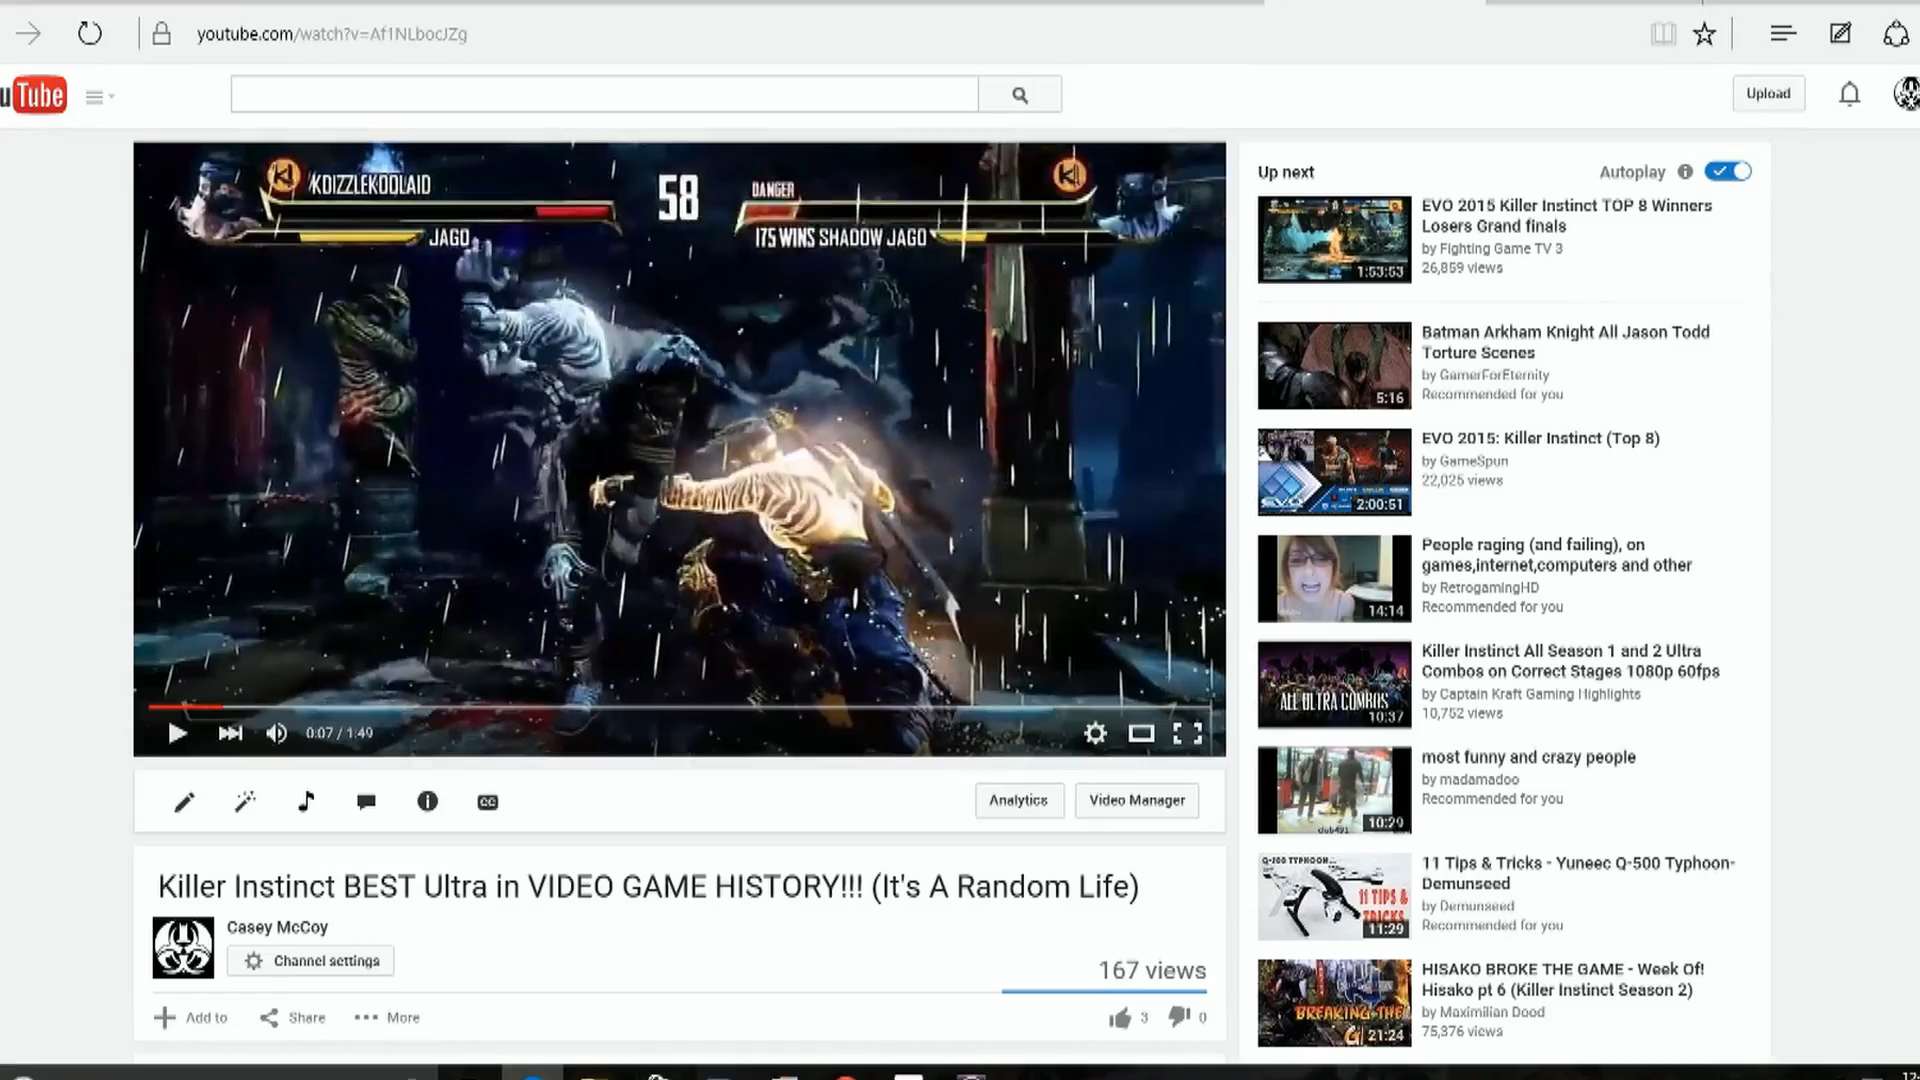 youtube.com/watch?v=Af1NLbocJZg
uTube
Upload
KDIZZLEKOOLAID
58
DANGER
JAGO
175 WINS SHADOW JAGO
0:07 / 1:49
Analytics
Video Manager
Killer Instinct BEST Ultra in VIDEO GAME HISTORY!!! (It's A Random Life)
Casey McCoy
Channel settings
167 views
Add to
Share
More
3
0
Up next
Autoplay
EVO 2015 Killer Instinct TOP 8 Winners
Losers Grand finals
by Fighting Game TV 3
26,859 views
1:53:53
Batman Arkham Knight All Jason Todd
Torture Scenes
by GamerForEternity
Recommended for you
5:16
EVO 2015: Killer Instinct (Top 8)
by GameSpun
22,025 views
EVO
2:00:51
People raging (and failing), on
games,internet,computers and other
by RetrogamingHD
Recommended for you
14:14
Killer Instinct All Season 1 and 2 Ultra
Combos on Correct Stages 1080p 60fps
by Captain Kraft Gaming Highlights
10,752 views
ALL ULTRA COMBOS
10:37
most funny and crazy people
by madamadoo
Recommended for you
club491
10:29
Q-500 TYPHOON...
11 TIPS &
TRICKS
11:29
11 Tips & Tricks - Yuneec Q-500 Typhoon-
Demunseed
by Demunseed
Recommended for you
HISAKO BROKE THE GAME - Week Of!
Hisako pt 6 (Killer Instinct Season 2)
by Maximilian Dood
75,376 views
BREAKING THE
21:24